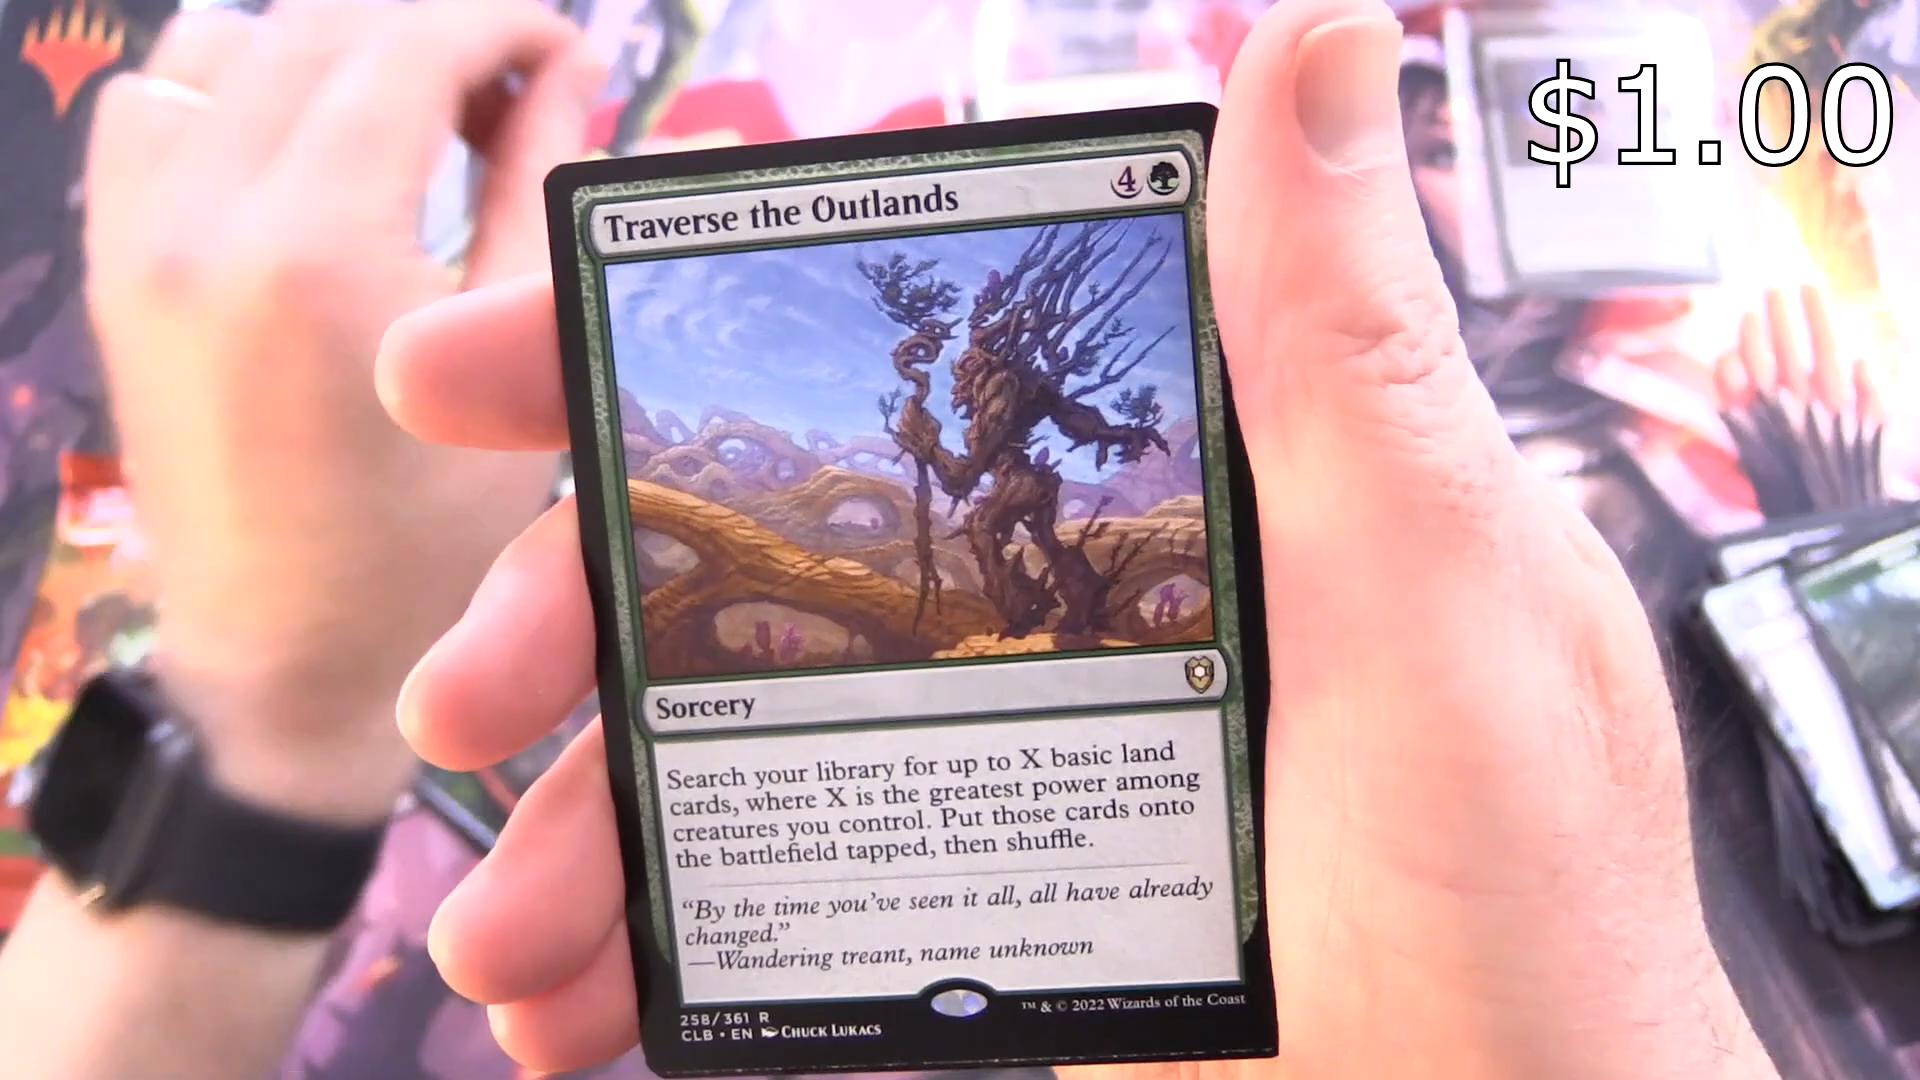 $1.00
Traverse the Outlands 4
Sorcery
Search your library for up to X basic land
cards, where X is the greatest power among
creatures you control. Put those cards onto
the battlefield tapped, then shuffle.
“By the time you’ve seen it all, all have already
changed.”
—Wandering treant, name unknown
258/361 R
CLB • EN Chuck Lukacs
™ & © 2022 Wizards of the Coast